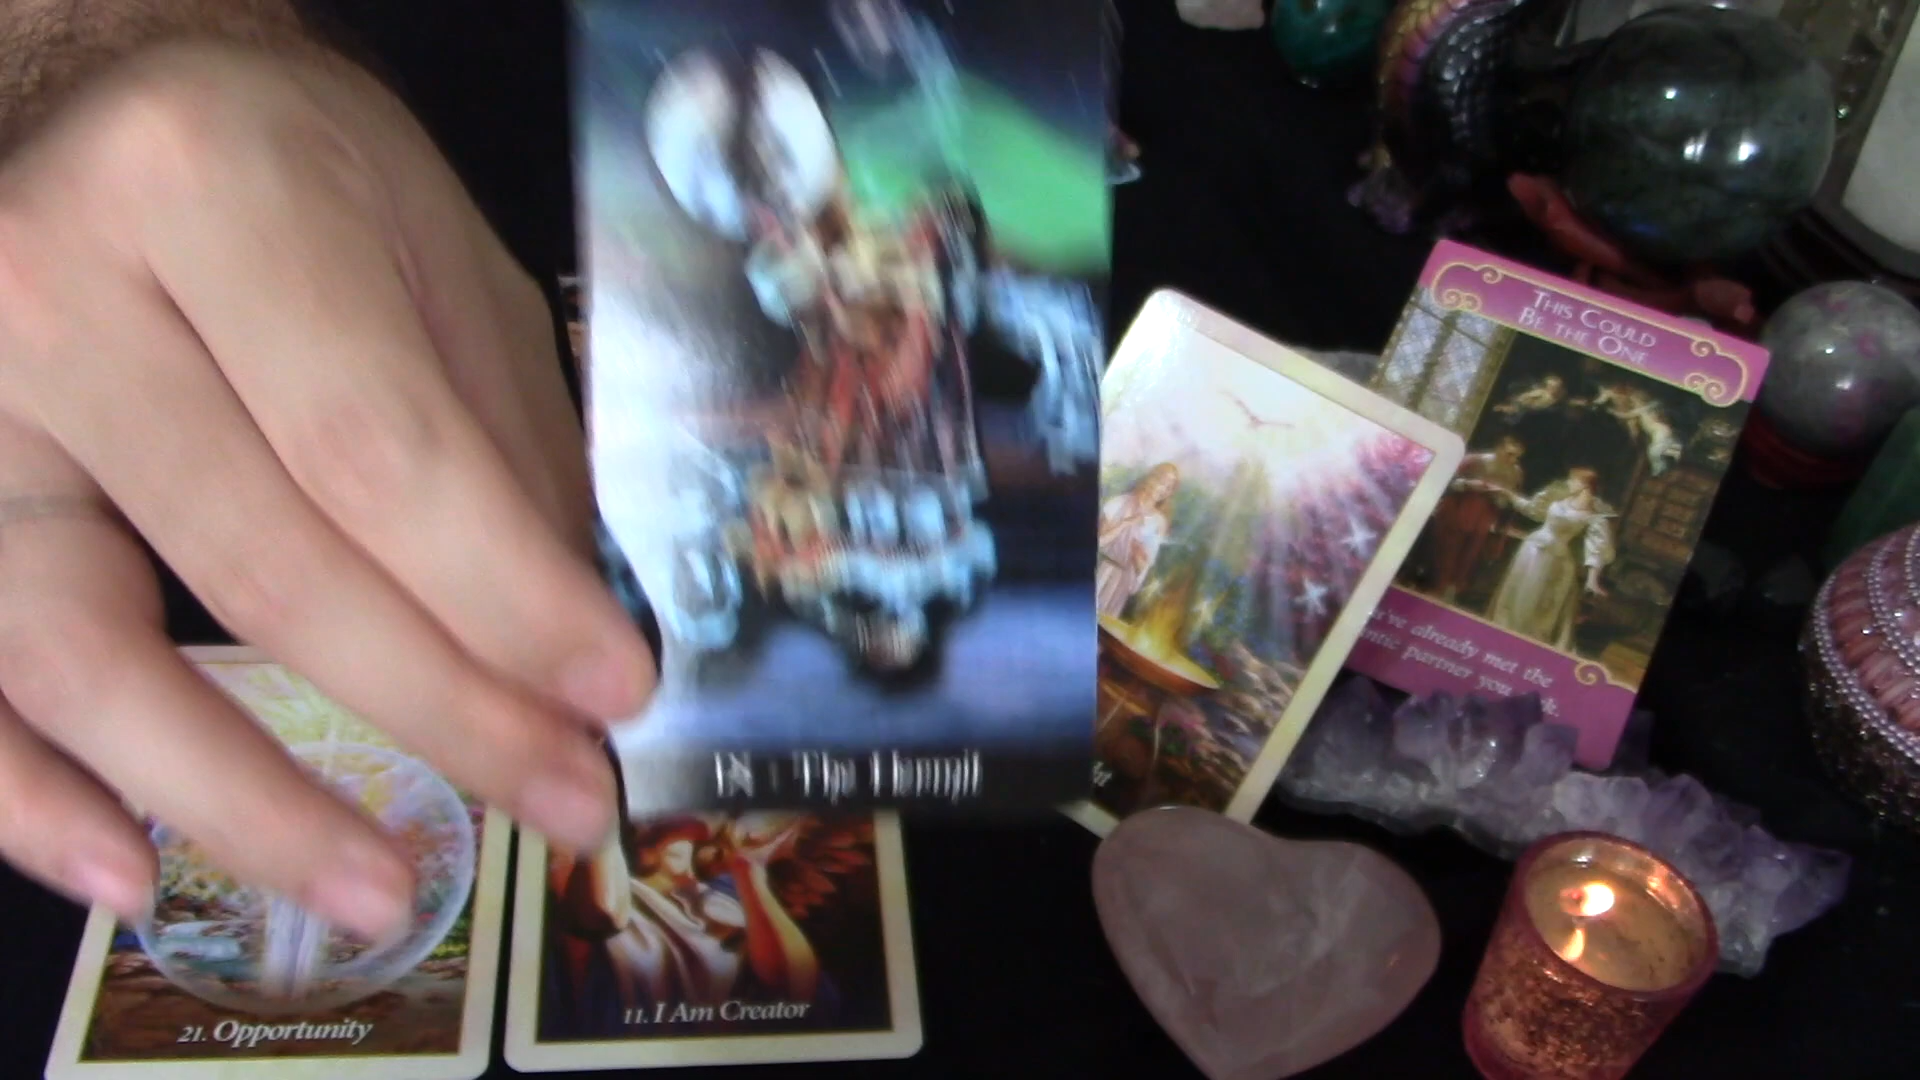 THIS COULD
BE THE ONE
've already met the
partner you
IX : The Hermit
21. Opportunity
11. I Am Creator